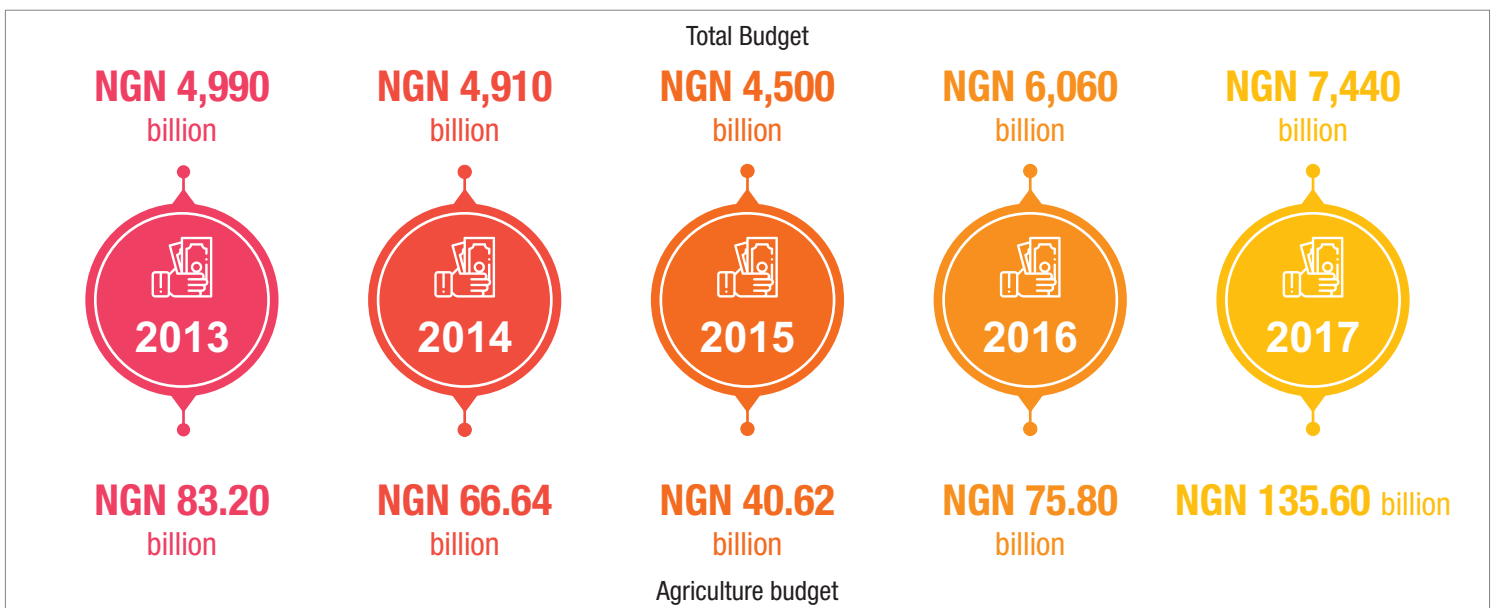 Total Budget
NGN 4,990 NGN 4,910 NGN 4,500 NGN 6,060 NGN 7,440
billion billion billion billion billion
2013 2014 2015 2016 2017
NGN 83.20 NGN 66.64 NGN 40.62 NGN 75.80 NGN 135.60 billion
billion billion billion billion
Agriculture budget